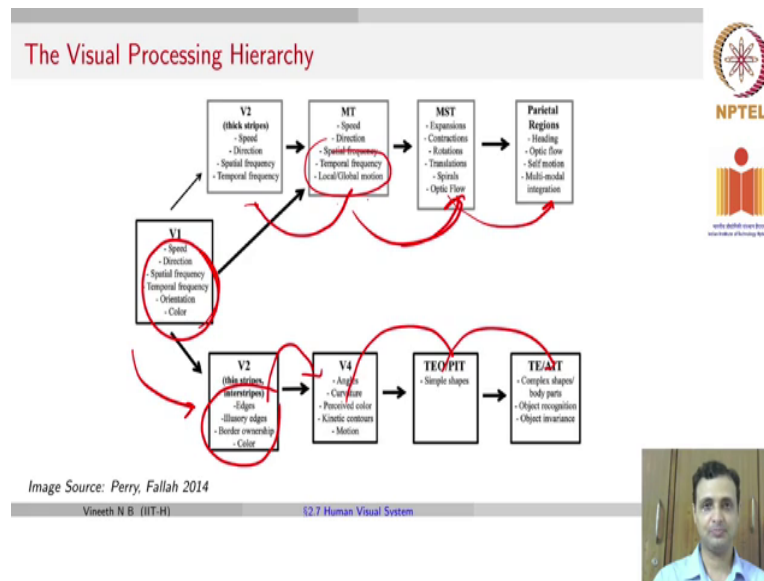 The Visual Processing Hierarchy
NPTEL
V2
(thick stripes)
- Speed
- Direction
- Spatial frequency
- Temporal frequency
MT
- Speed
- Direction
- Spatial frequency
- Temporal frequency
- Local/Global motion
MST
- Expansions
- Contractions
- Rotations
- Translations
- Spirals
- Optic Flow
Parietal
Regions
- Heading
- Optic flow
- Self motion
- Multi-modal
integration
V1
- Speed
- Direction
- Spatial frequency
- Temporal frequency
- Orientation
- Color
V2
(thin stripes,
interstripes)
- Edges
- Illusory edges
- Border ownership
- Color
V4
- Angles
- Curvature
- Perceived color
- Kinetic contours
- Motion
TEO/PIT
- Simple shapes
TE/AIT
- Complex shapes/
body parts
- Object recognition
- Object invariance
Image Source: Perry, Fallah 2014
Vineeth N B (IIT-H)
§2.7 Human Visual System